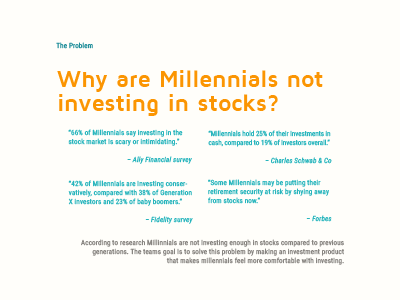 The Problem
Why are Millennials not
investing in stocks?
"66% of Millennials say investing in the
stock market is scary or intimidating."
– Ally Financial survey
"Millennials hold 25% of their investments in
cash, compared to 19% of investors overall."
– Charles Schwab & Co
"42% of Millennials are investing conser-
vatively, compared with 38% of Generation
X investors and 23% of baby boomers."
– Fidelity survey
"Some Millennials may be putting their
retirement security at risk by shying away
from stocks now."
– Forbes
According to research Millinnials are not investing enough in stocks compared to previous
generations. The teams goal is to solve this problem by making an investment product
that makes millennials feel more comfortable with investing.